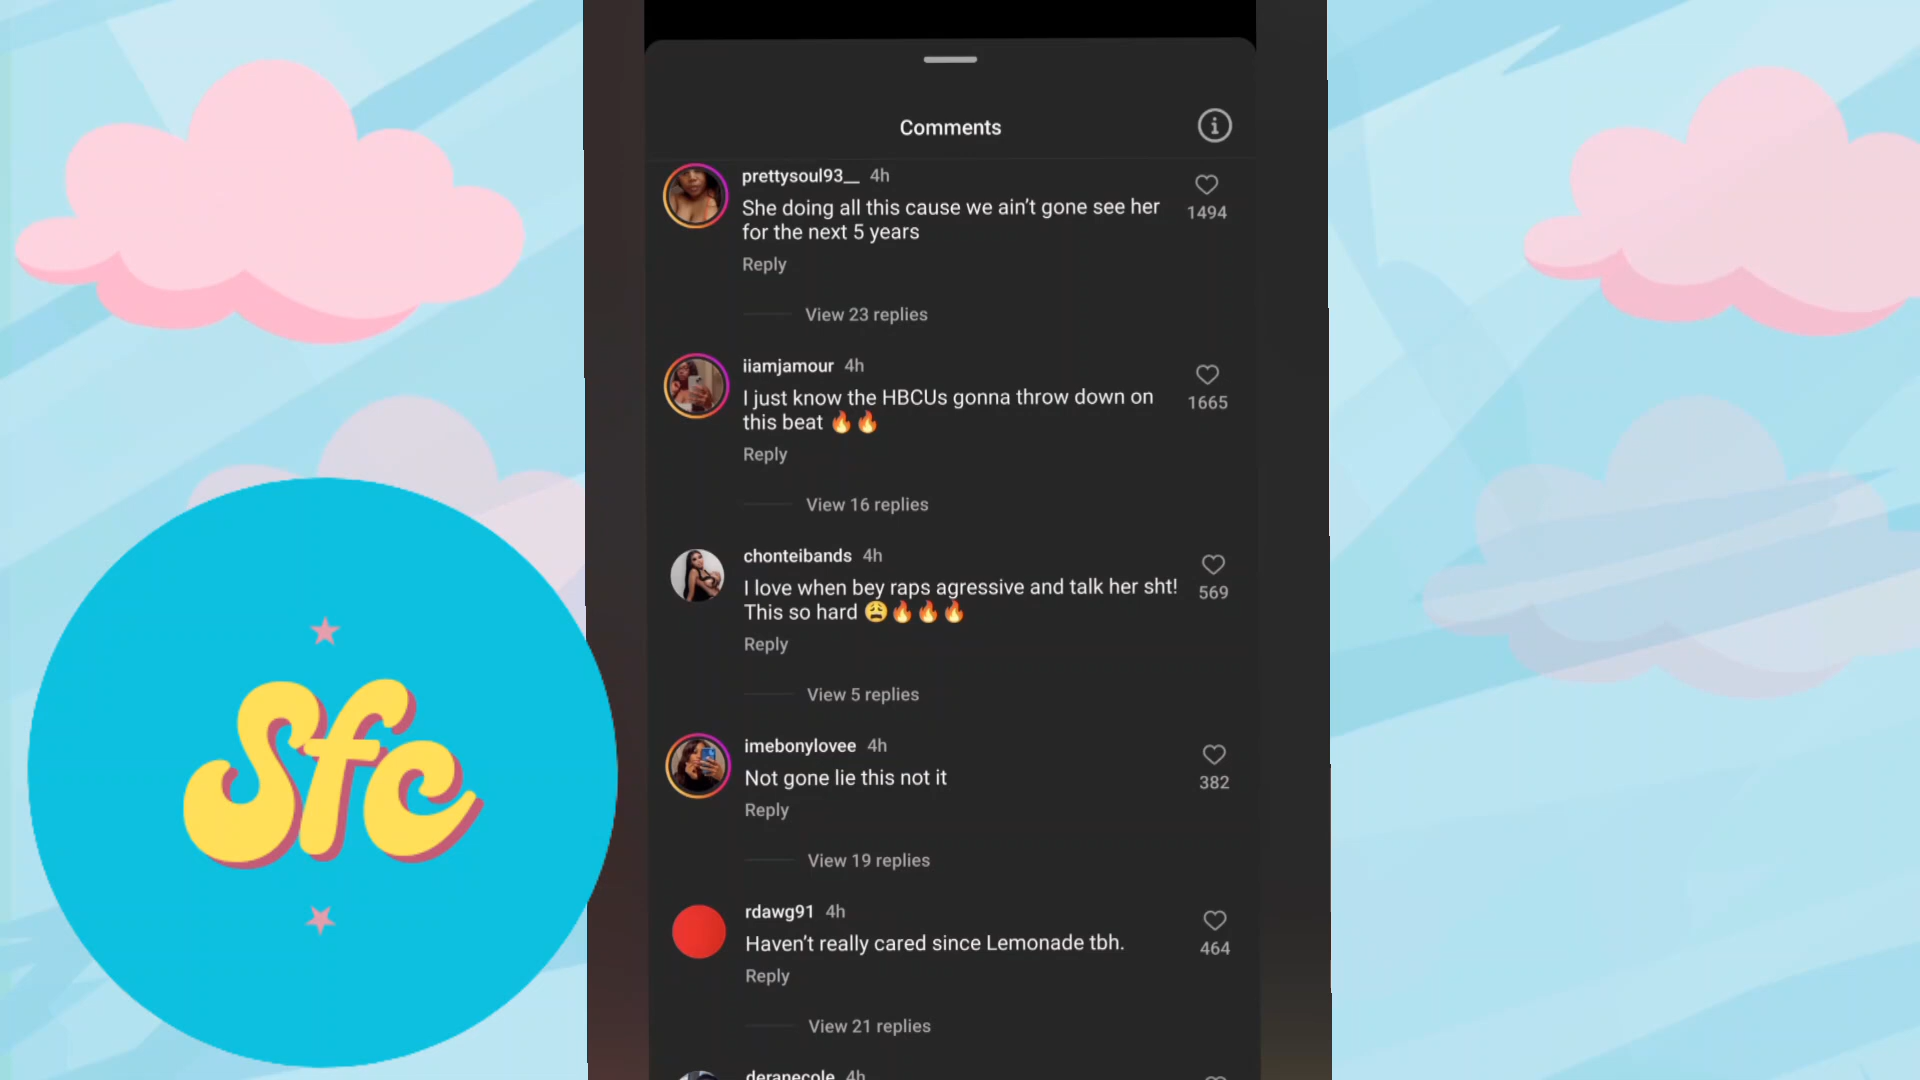 Comments
prettysoul93__ 4h
She doing all this cause we ain't gone see her
for the next 5 years
1494
Reply
View 23 replies
iiamjamour 4h
I just know the HBCUs gonna throw down on
this beat 🔥🔥
1665
Reply
View 16 replies
chonteibands 4h
I love when bey raps agressive and talk her sht!
This so hard 😩🔥🔥🔥
569
Reply
View 5 replies
imebonylovee 4h
Not gone lie this not it
382
Reply
View 19 replies
rdawg91 4h
Haven't really cared since Lemonade tbh.
464
Reply
View 21 replies
deranecole 4h
Sfc